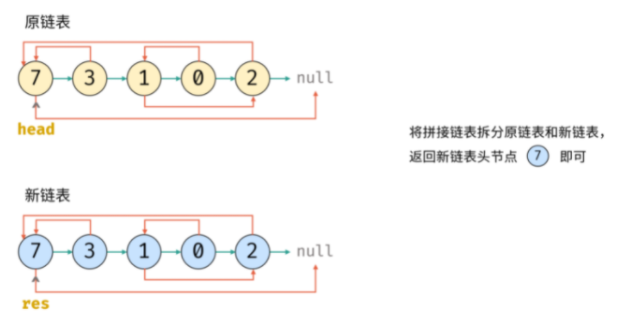 原链表
7 3 1 0 2 null
head
将拼接链表拆分原链表和新链表，
返回新链表头节点 7 即可
新链表
7 3 1 0 2 null
res